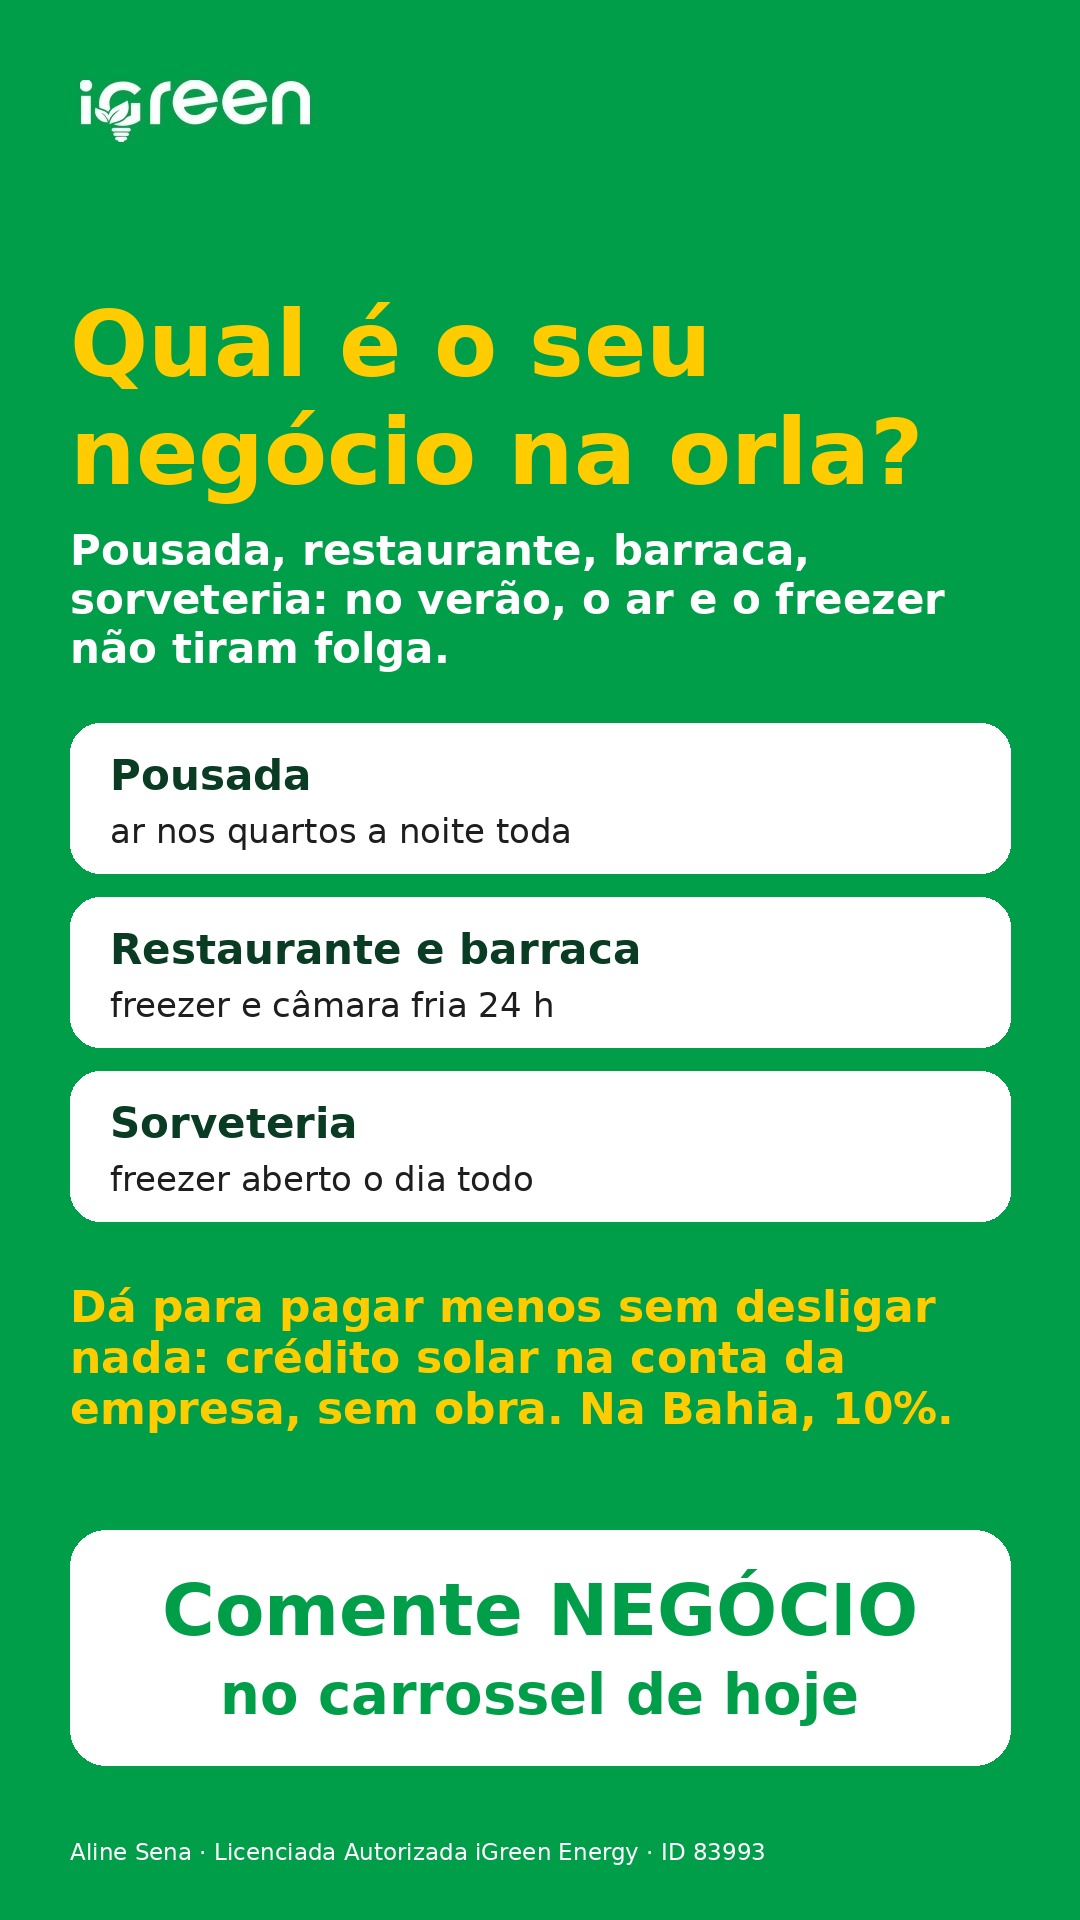 iGreen
Qual é o seu
negócio na orla?
Pousada, restaurante, barraca,
sorveteria: no verão, o ar e o freezer
não tiram folga.
Pousada
ar nos quartos a noite toda
Restaurante e barraca
freezer e câmara fria 24 h
Sorveteria
freezer aberto o dia todo
Dá para pagar menos sem desligar
nada: crédito solar na conta da
empresa, sem obra. Na Bahia, 10%.
Comente NEGÓCIO
no carrossel de hoje
Aline Sena · Licenciada Autorizada iGreen Energy · ID 83993